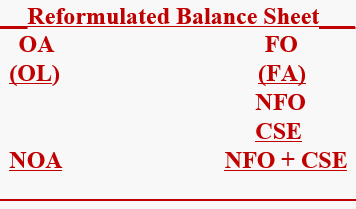 Reformulated Balance Sheet
OA FO
(OL) (FA)
NFO
CSE
NOA NFO + CSE